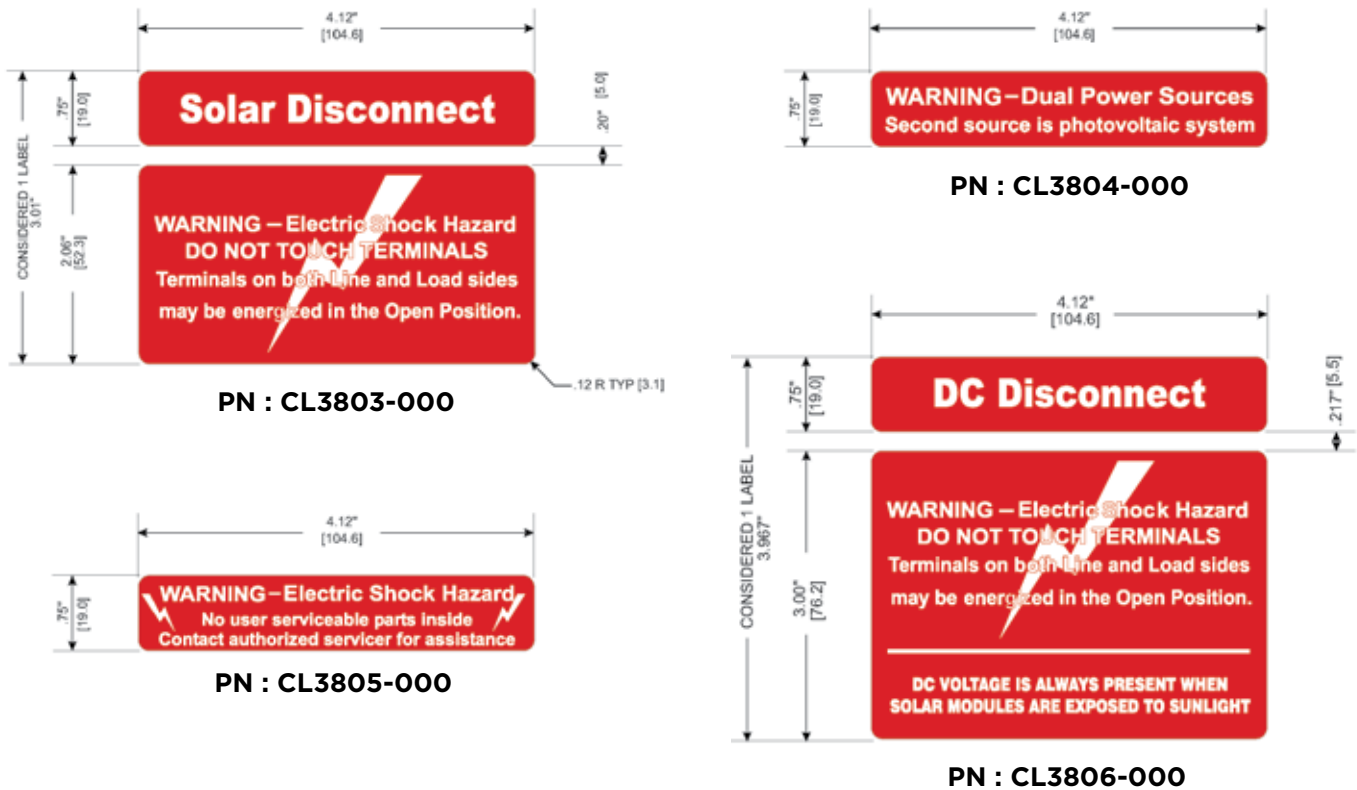 4.12"
[104.6]
CONSIDERED 1 LABEL
3.01"
.75"
[19.0]
Solar Disconnect
.20" [5.0]
2.06"
[52.3]
WARNING – Electric Shock Hazard
DO NOT TOUCH TERMINALS
Terminals on both Line and Load sides
may be energized in the Open Position.
.12 R TYP [3.1]
PN : CL3803-000
4.12"
[104.6]
.75"
[19.0]
WARNING–Dual Power Sources
Second source is photovoltaic system
PN : CL3804-000
4.12"
[104.6]
.75"
[19.0]
WARNING–Electric Shock Hazard
No user serviceable parts inside
Contact authorized servicer for assistance
PN : CL3805-000
4.12"
[104.6]
CONSIDERED 1 LABEL
3.967"
.75"
[19.0]
DC Disconnect
.217" [5.5]
3.00"
[76.2]
WARNING – Electric Shock Hazard
DO NOT TOUCH TERMINALS
Terminals on both Line and Load sides
may be energized in the Open Position.
DC VOLTAGE IS ALWAYS PRESENT WHEN
SOLAR MODULES ARE EXPOSED TO SUNLIGHT
PN : CL3806-000